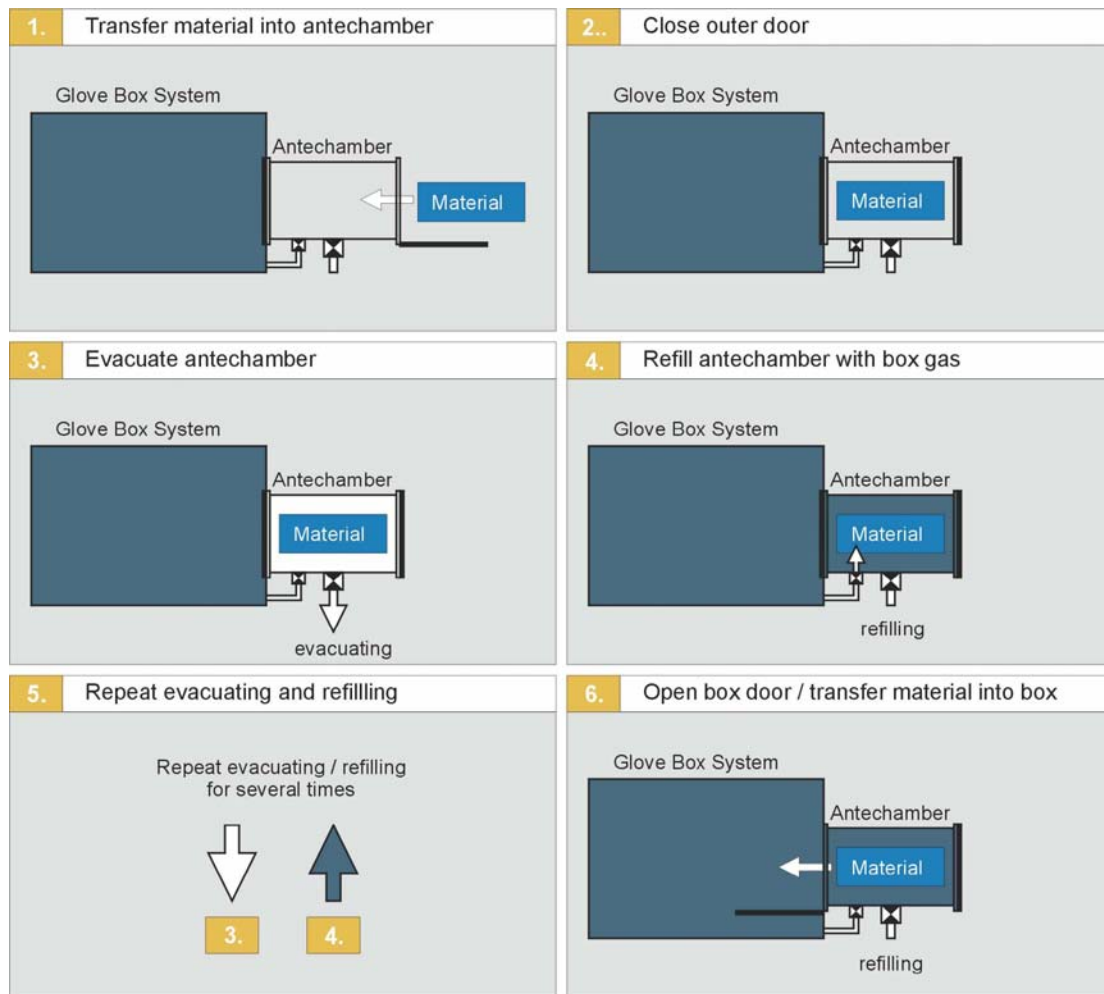 1. Transfer material into antechamber
Glove Box System
Antechamber
Material
2.. Close outer door
Glove Box System
Antechamber
Material
3. Evacuate antechamber
Glove Box System
Antechamber
Material
evacuating
4. Refill antechamber with box gas
Glove Box System
Antechamber
Material
refilling
5. Repeat evacuating and refillling
Repeat evacuating / refilling
for several times
3. 4.
6. Open box door / transfer material into box
Glove Box System
Antechamber
Material
refilling